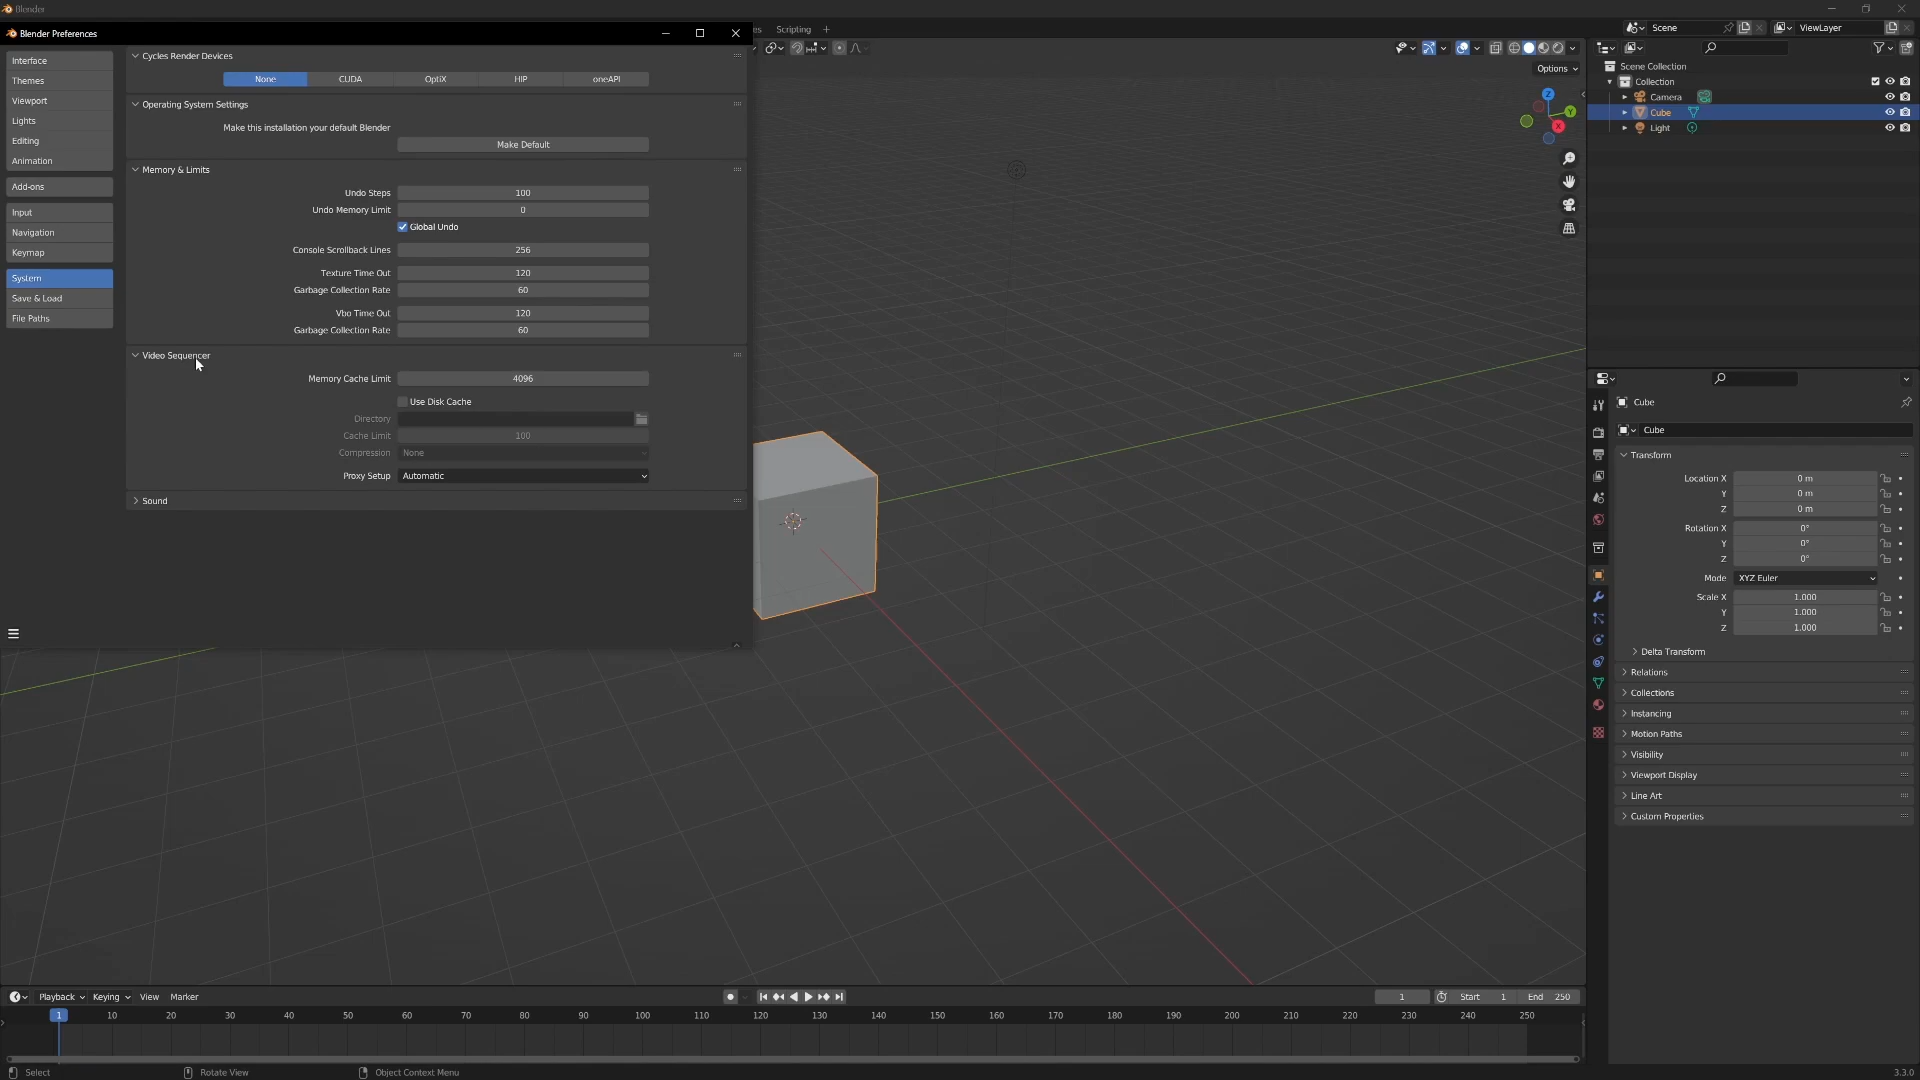 Blender
Blender Preferences
Scripting
Scene
ViewLayer
Options
Interface
Themes
Viewport
Lights
Editing
Animation
Add-ons
Input
Navigation
Keymap
System
Save & Load
File Paths
Cycles Render Devices
None CUDA OptiX HIP oneAPI
Operating System Settings
Make this installation your default Blender
Make Default
Memory & Limits
Undo Steps 100
Undo Memory Limit 0
Global Undo
Console Scrollback Lines 256
Texture Time Out 120
Garbage Collection Rate 60
Vbo Time Out 120
Garbage Collection Rate 60
Video Sequencer
Memory Cache Limit 4096
Use Disk Cache
Directory
Cache Limit 100
Compression None
Proxy Setup Automatic
Sound
Z
Y
X
Scene Collection
Collection
Camera
Cube
Light
Cube
Cube
Transform
Location X 0 m
Y 0 m
Z 0 m
Rotation X 0°
Y 0°
Z 0°
Mode XYZ Euler
Scale X 1.000
Y 1.000
Z 1.000
Delta Transform
Relations
Collections
Instancing
Motion Paths
Visibility
Viewport Display
Line Art
Custom Properties
Playback Keying View Marker
1 Start 1 End 250
1 10 20 30 40 50 60 70 80 90 100 110 120 130 140 150 160 170 180 190 200 210 220 230 240 250
Select Rotate View Object Context Menu
3.3.0